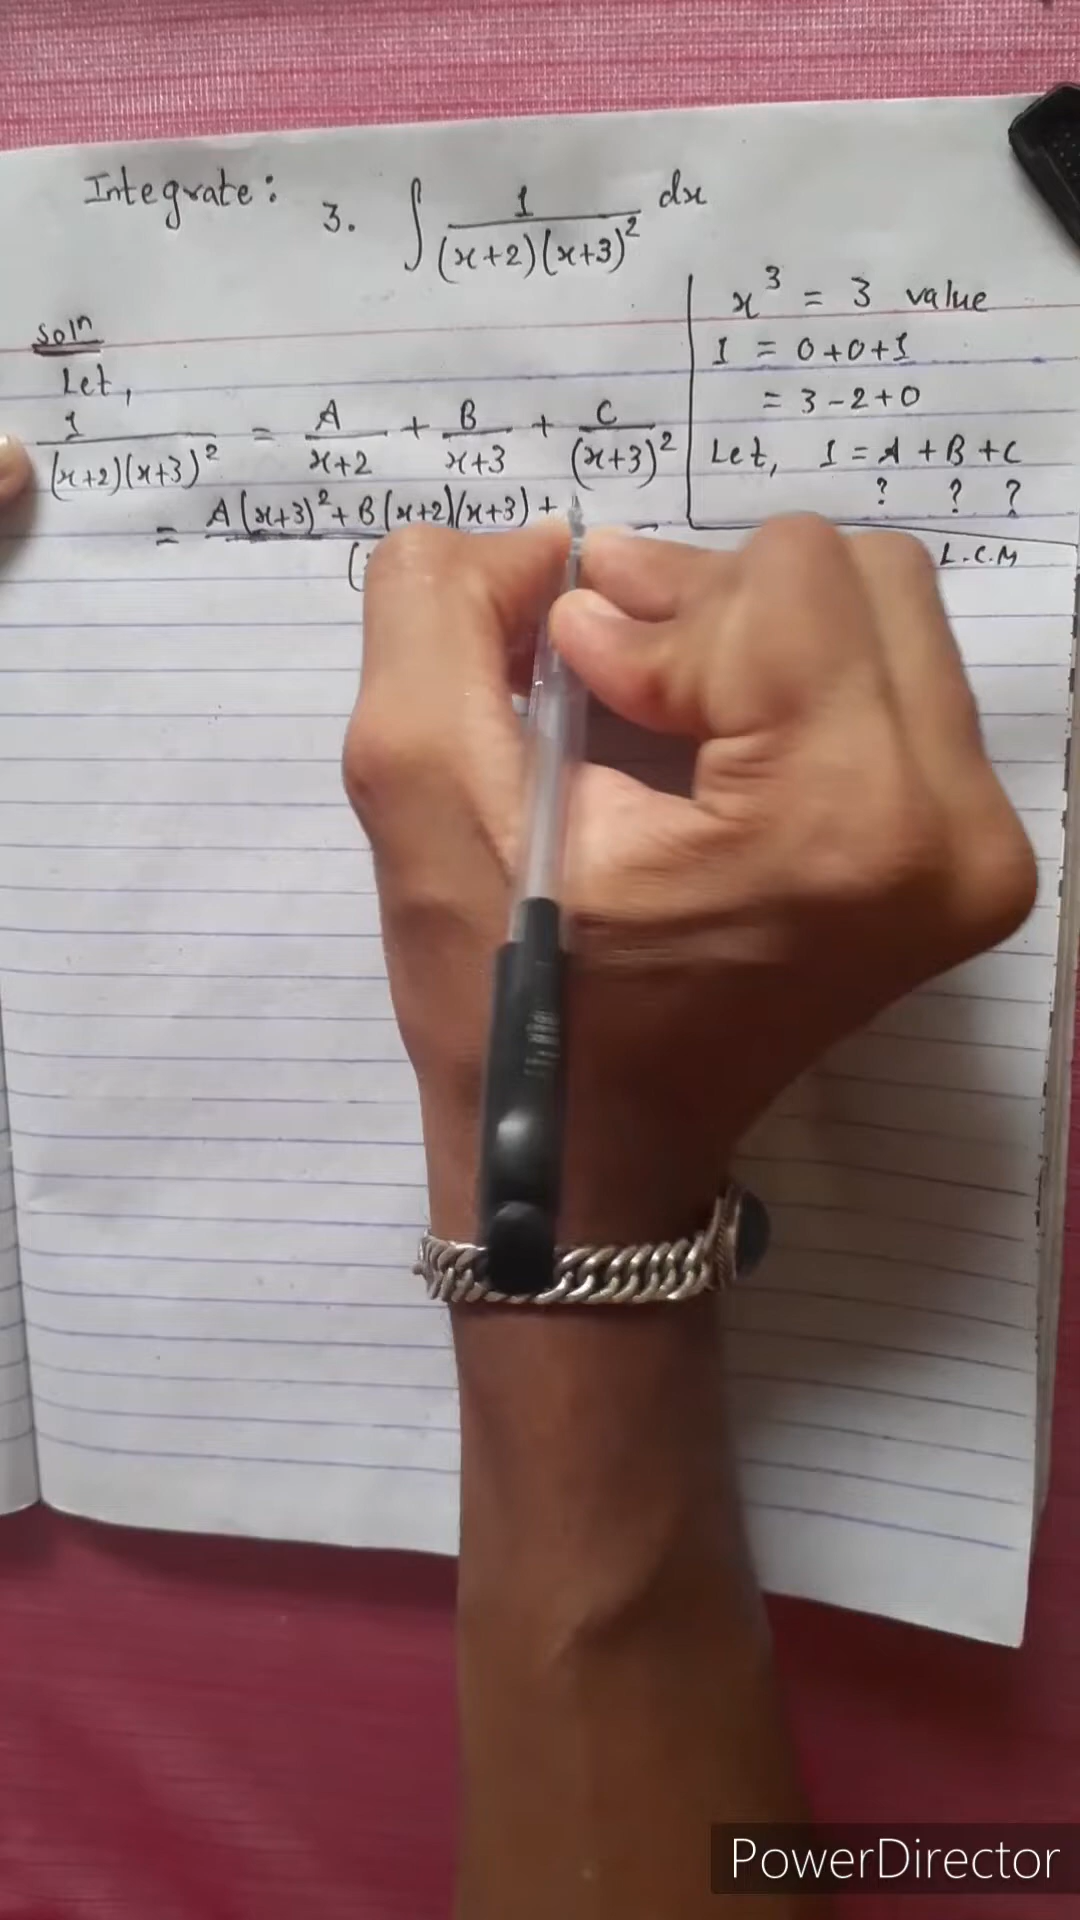 Integrate: 3. ∫ 1/(x+2)(x+3)² dx
Soln
Let,
1/(x+2)(x+3)² = A/x+2 + B/x+3 + C/(x+3)²
= A(x+3)² + B(x+2)(x+3) +
x³ = 3 value
1 = 0+0+1
= 3-2+0
Let, 1 = A + B + C
? ? ?
L.C.M
PowerDirector